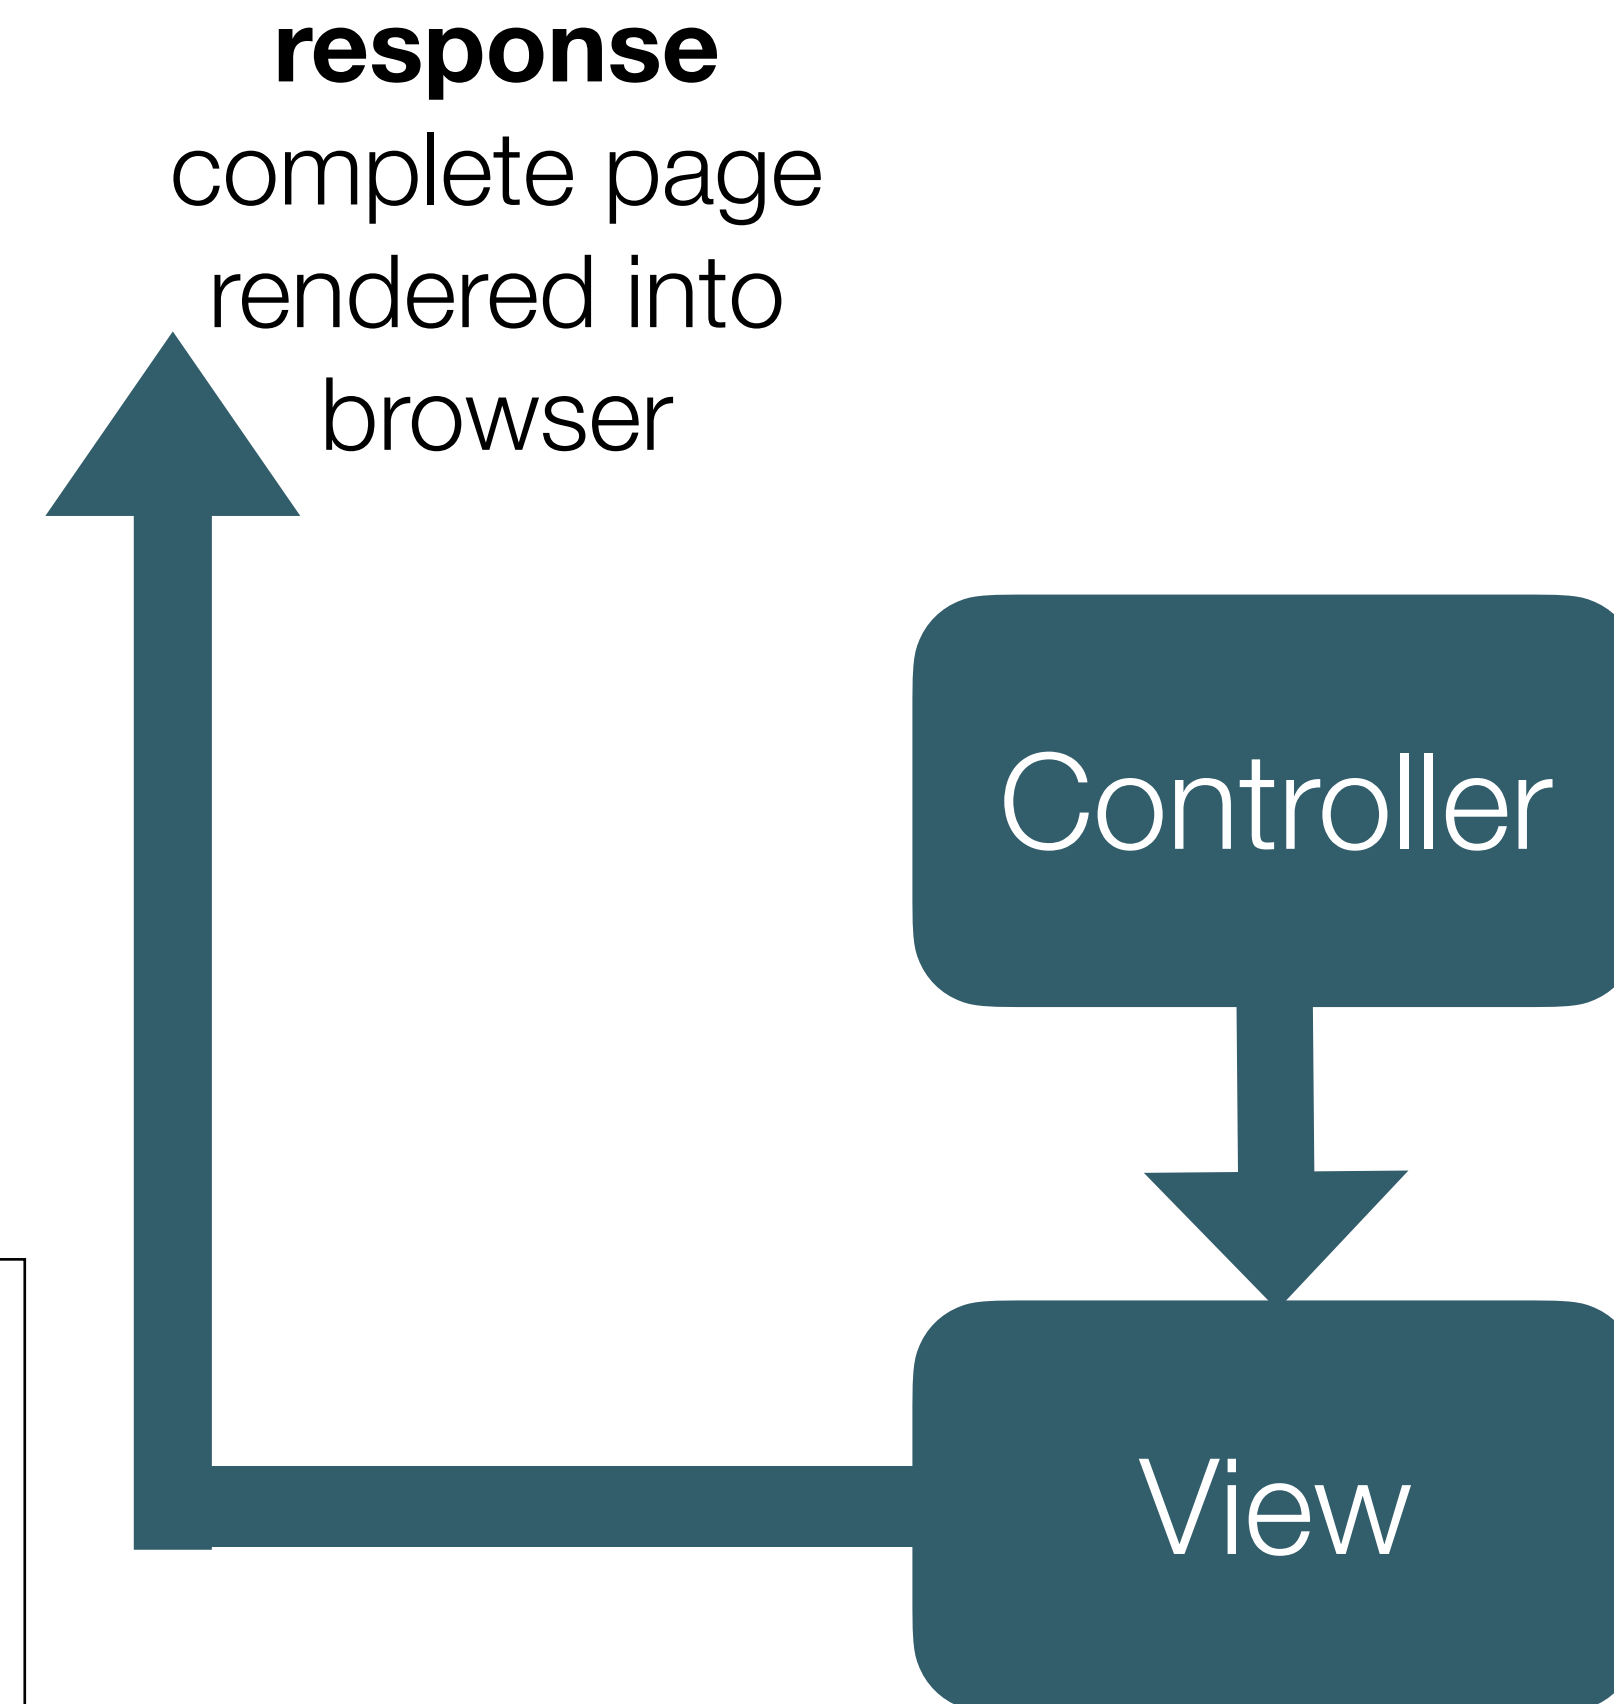 response
complete page
rendered into
browser
Controller
View